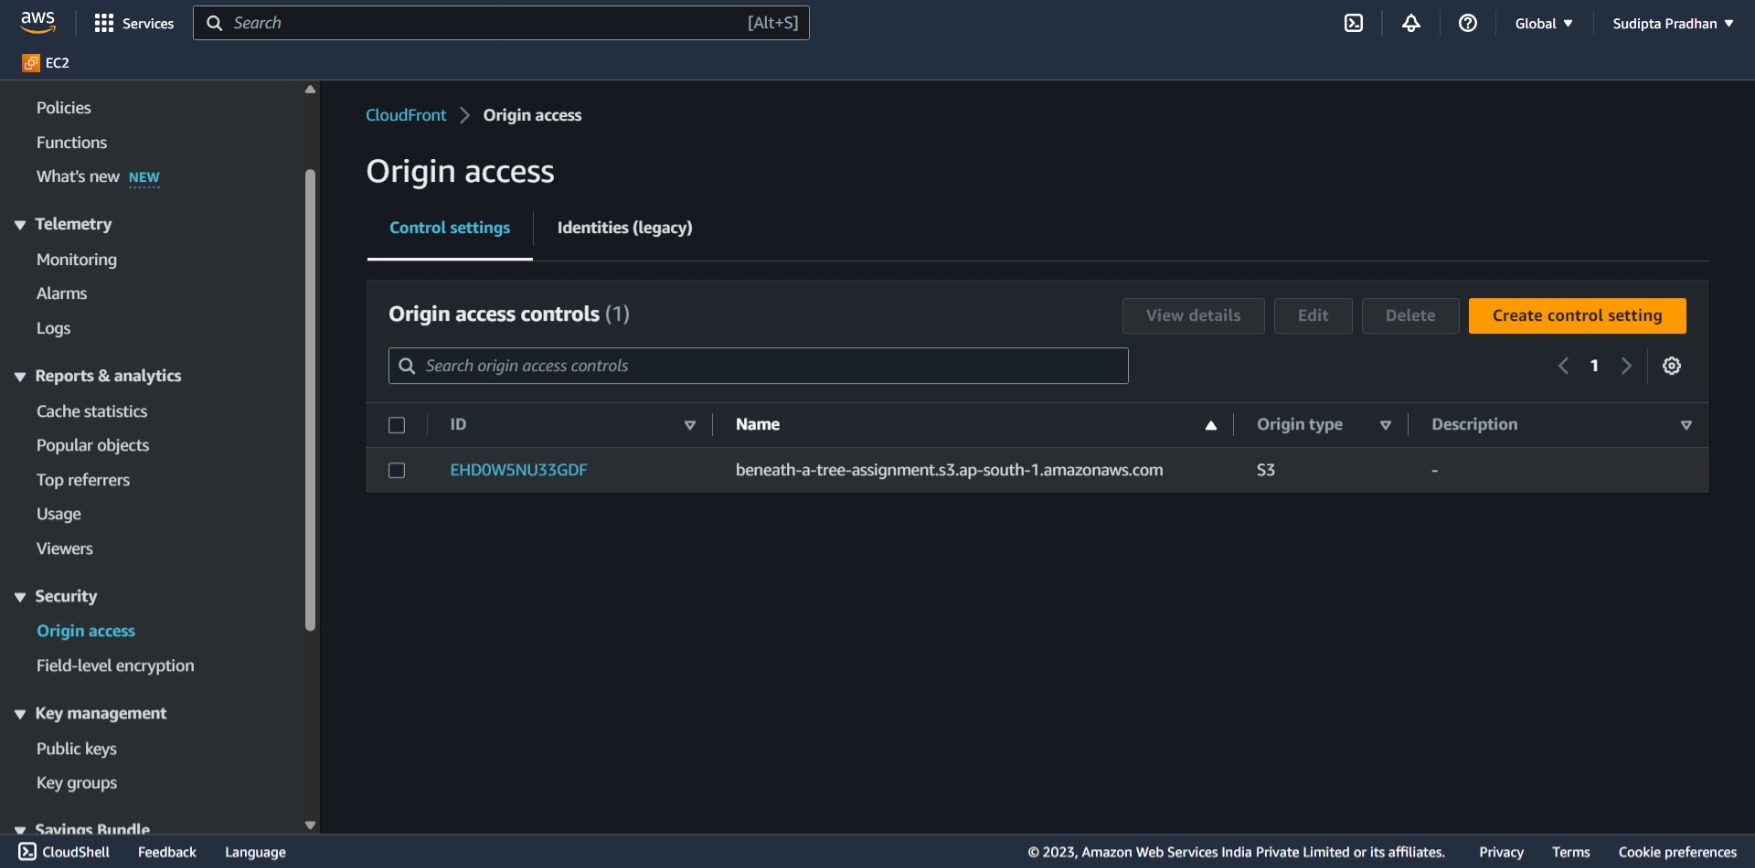 aws Services Search [Alt+S] Global Sudipta Pradhan
EC2
Policies
Functions
What's new NEW
Telemetry
Monitoring
Alarms
Logs
Reports & analytics
Cache statistics
Popular objects
Top referrers
Usage
Viewers
Security
Origin access
Field-level encryption
Key management
Public keys
Key groups
Savings Bundle
CloudFront Origin access
Origin access
Control settings Identities (legacy)
Origin access controls (1) View details Edit Delete Create control setting
Search origin access controls 1
ID Name Origin type Description
EHD0W5NU33GDF beneath-a-tree-assignment.s3.ap-south-1.amazonaws.com S3 -
CloudShell Feedback Language © 2023, Amazon Web Services India Private Limited or its affiliates. Privacy Terms Cookie preferences